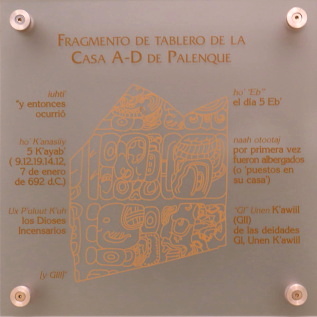 FRAGMENTO DE TABLERO DE LA
CASA A-D DE PALENQUE
iuhti'
"y entonces
ocurrió
ho' "Eb"
el día 5 Eb'
ho K'anasiiy,
5 K'ayab'
( 9.12.19.14.12,
7 de enero
de 692 d.C.)
naah otootaj
por primera vez
fueron albergados
(o 'puestos en
su casa')
K'uh
los Dioses
Incensarios
"GI" Unen K'awiil
(GII)
de las deidades
GI, Unen K'awiil